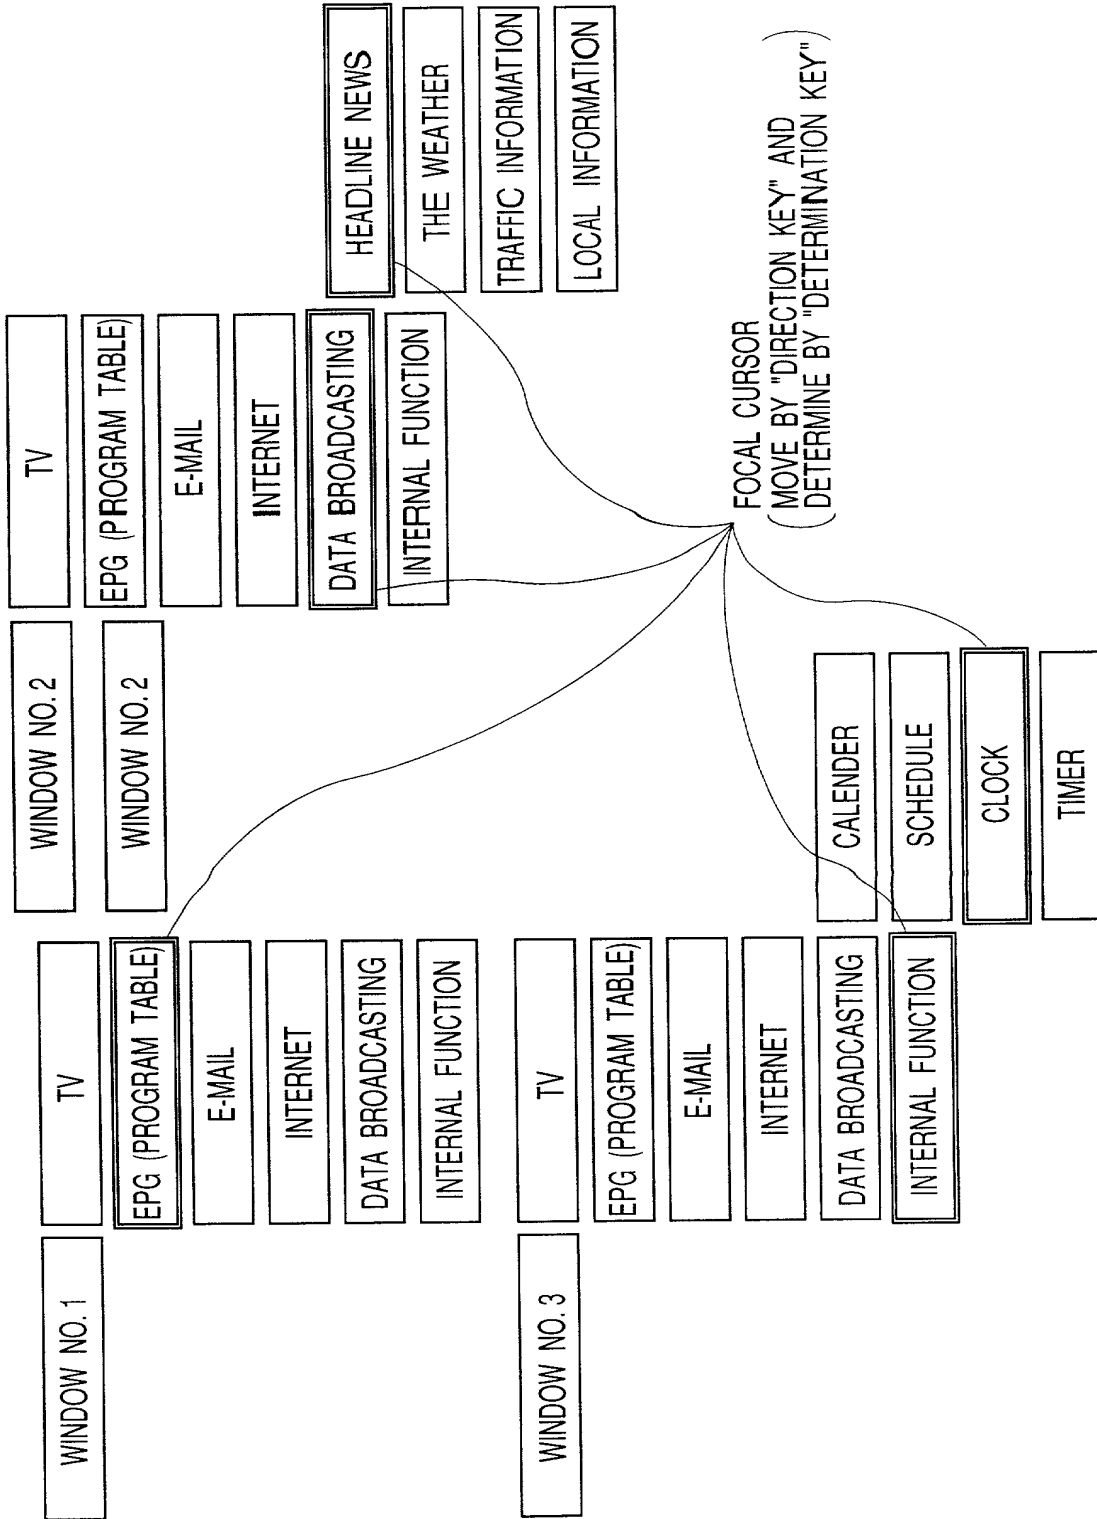 WINDOW NO. 1
TV
EPG (PROGRAM TABLE)
E-MAIL
INTERNET
DATA BROADCASTING
INTERNAL FUNCTION
WINDOW NO. 2
WINDOW NO. 2
TV
EPG (PROGRAM TABLE)
E-MAIL
INTERNET
DATA BROADCASTING
INTERNAL FUNCTION
HEADLINE NEWS
THE WEATHER
TRAFFIC INFORMATION
LOCAL INFORMATION
WINDOW NO. 3
TV
EPG (PROGRAM TABLE)
E-MAIL
INTERNET
DATA BROADCASTING
INTERNAL FUNCTION
CALENDER
SCHEDULE
CLOCK
TIMER
FOCAL CURSOR
(MOVE BY "DIRECTION KEY" AND
DETERMINE BY "DETERMINATION KEY")